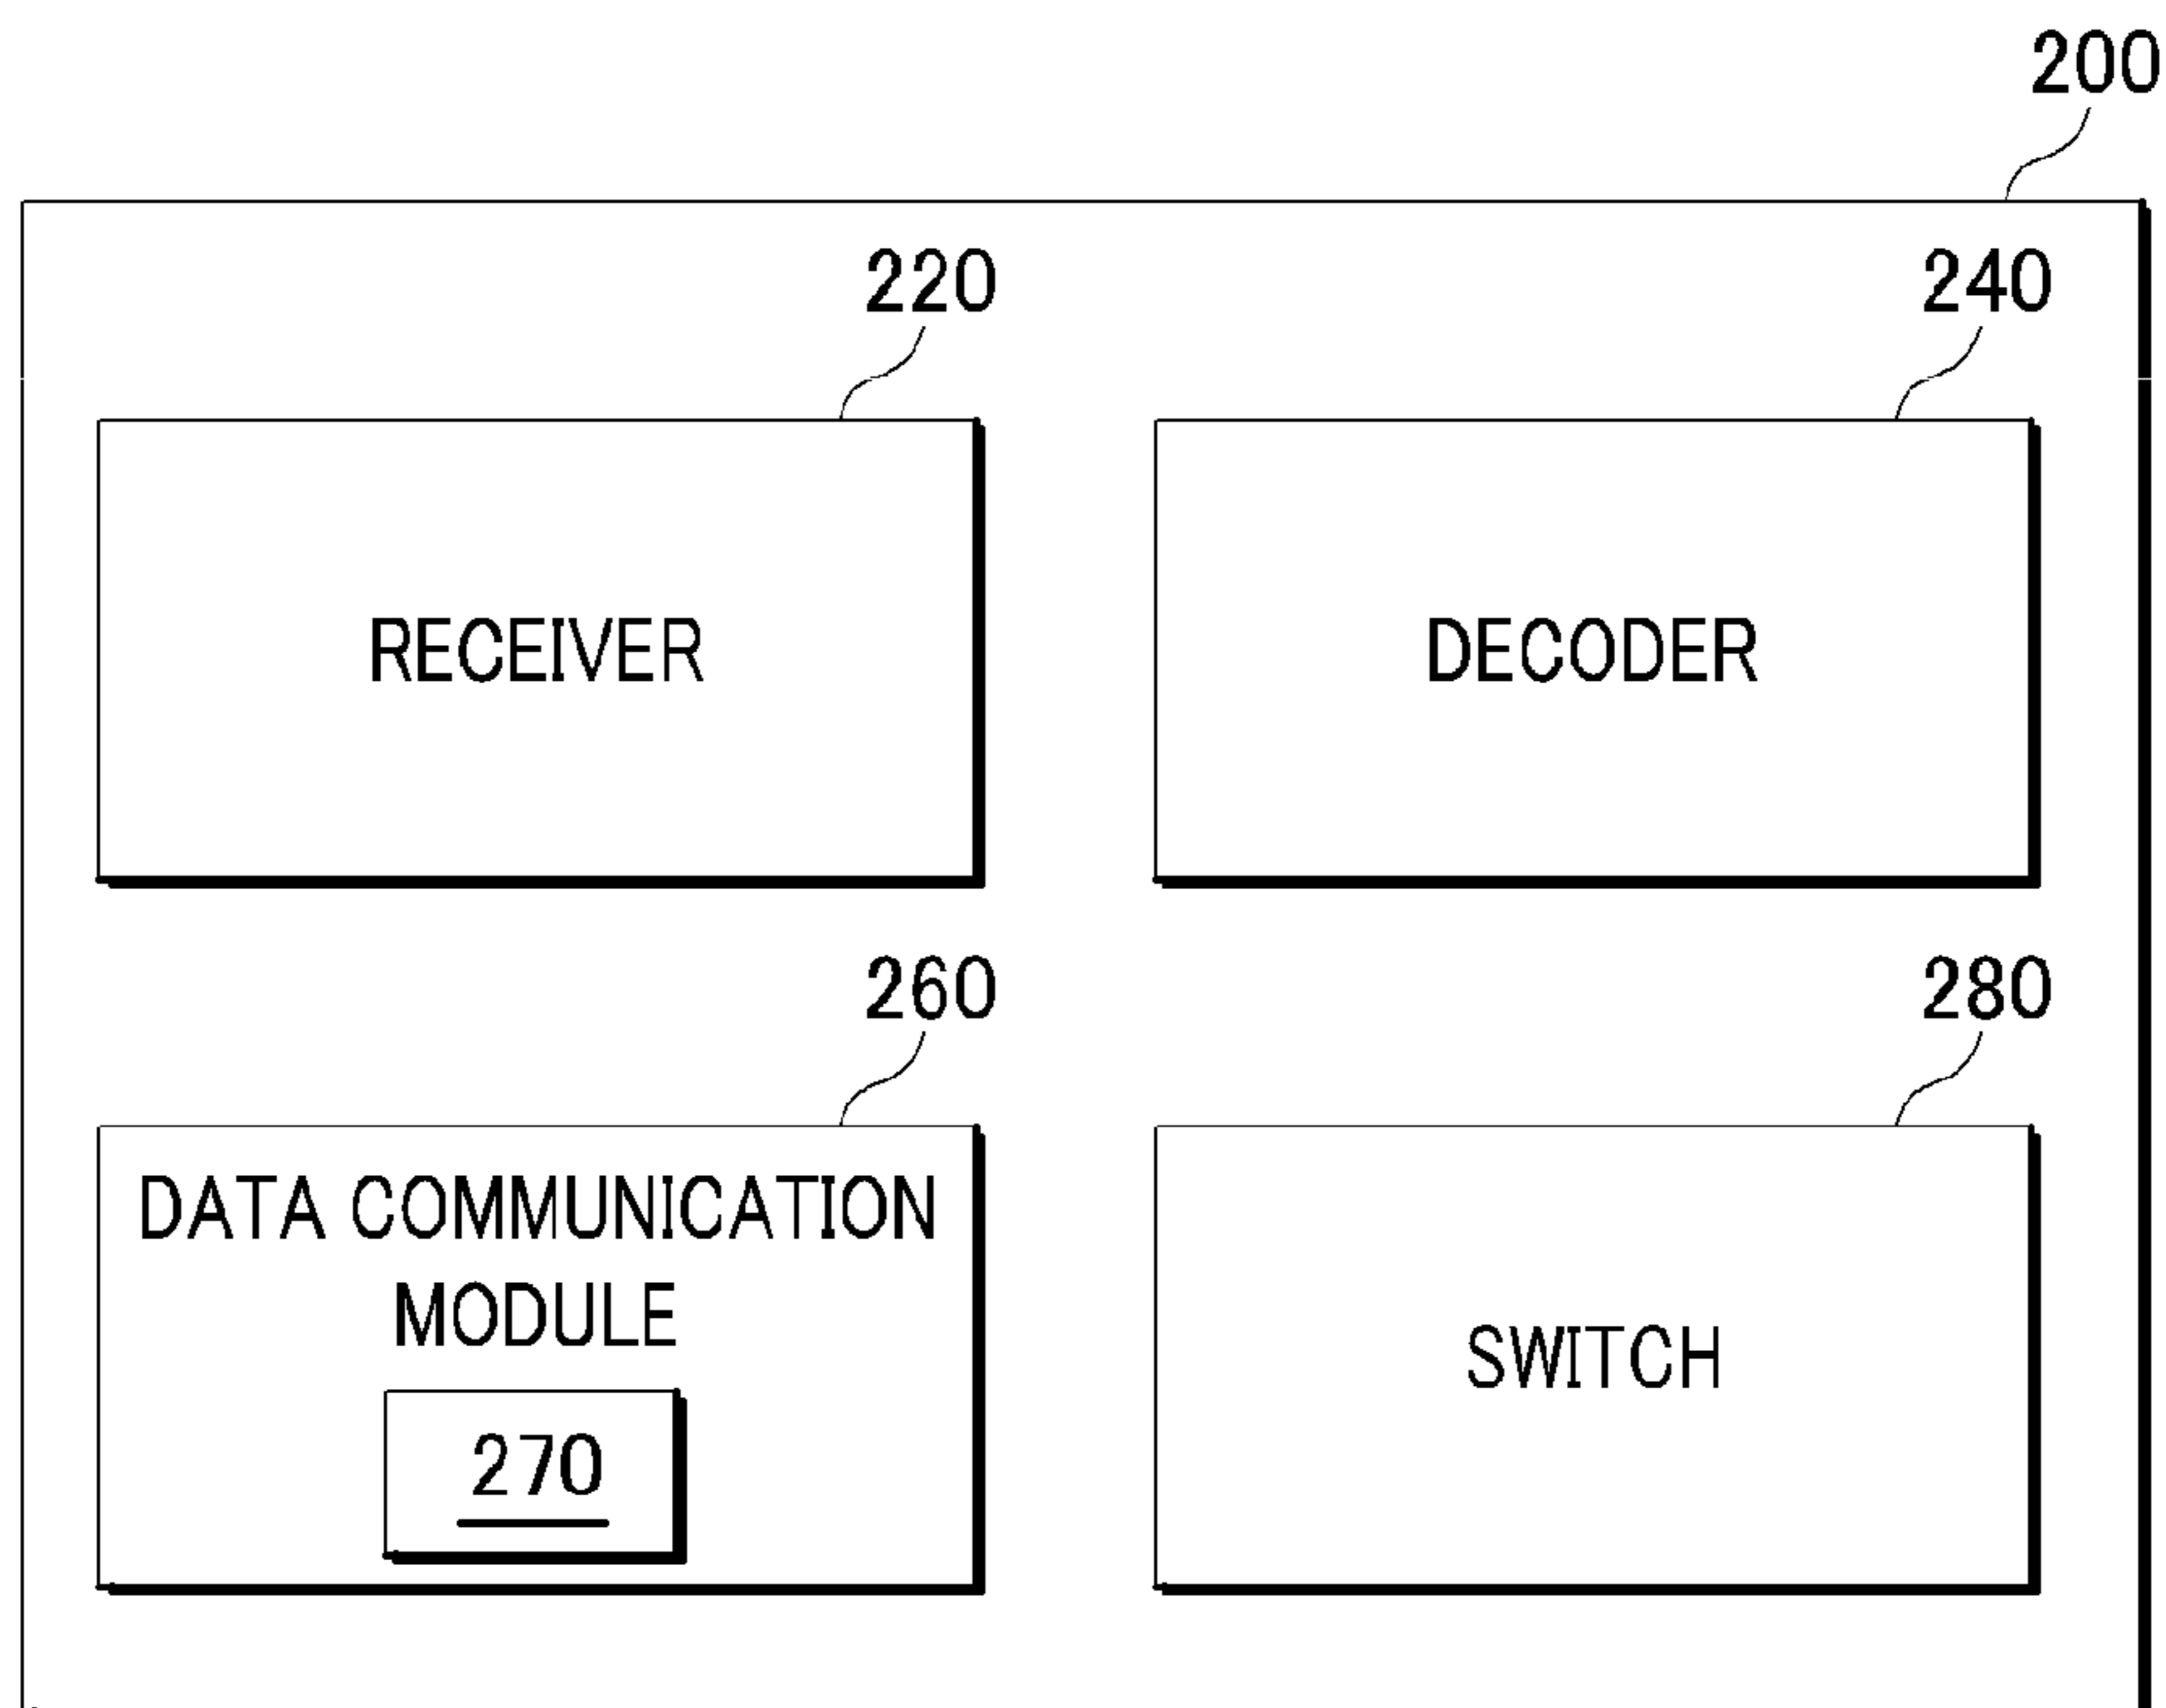 200
220
240
RECEIVER
DECODER
260
280
DATA COMMUNICATION
MODULE
SWITCH
270